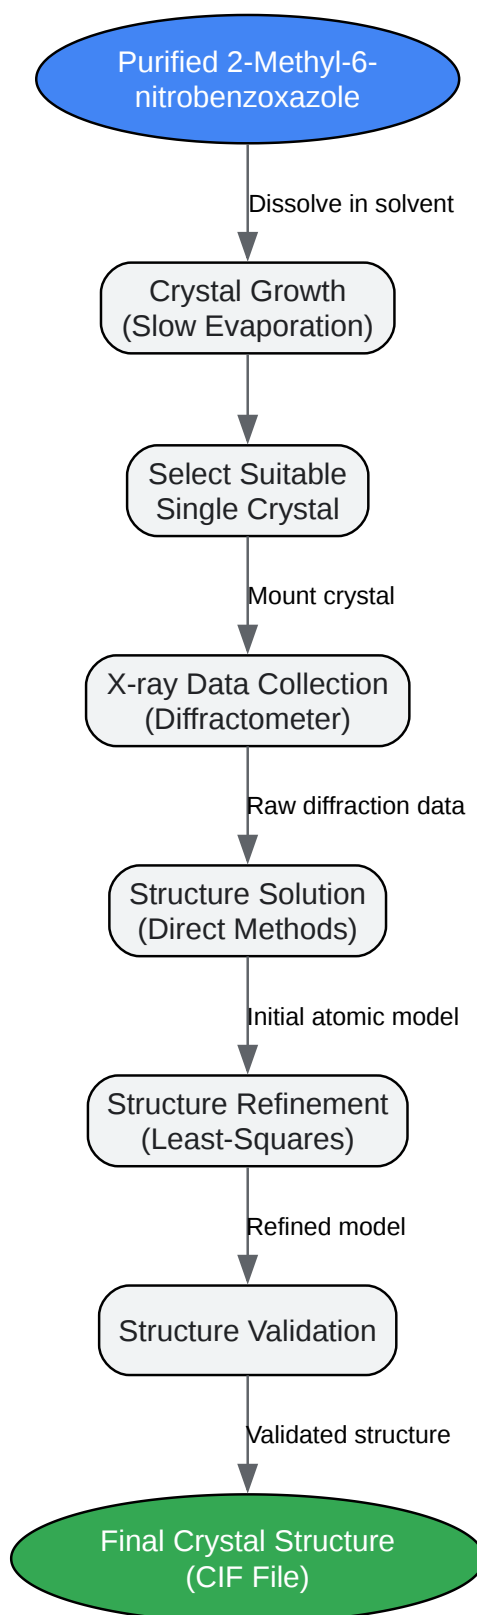 Purified 2-Methyl-6-
nitrobenzoxazole
Dissolve in solvent
Crystal Growth
(Slow Evaporation)
Select Suitable
Single Crystal
Mount crystal
X-ray Data Collection
(Diffractometer)
Raw diffraction data
Structure Solution
(Direct Methods)
Initial atomic model
Structure Refinement
(Least-Squares)
Refined model
Structure Validation
Validated structure
Final Crystal Structure
(CIF File)